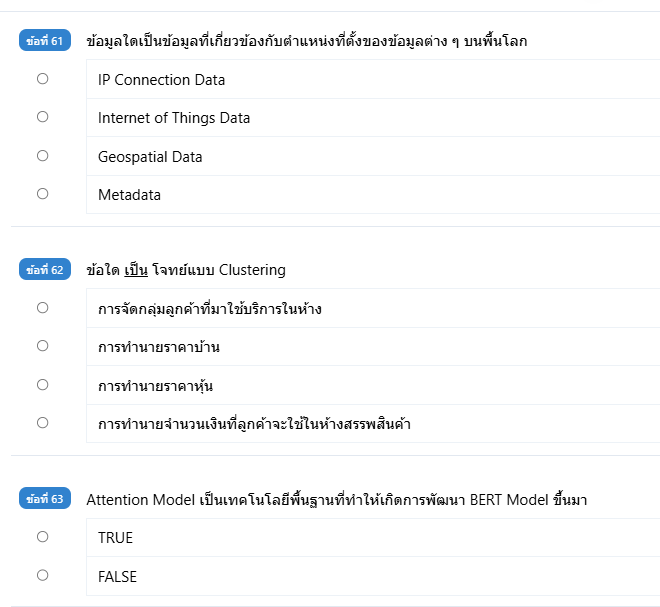 ข้อที่ 61 ข้อมูลใดเป็นข้อมูลที่เกี่ยวข้องกับตำแหน่งที่ตั้งของข้อมูลต่าง ๆ บนพื้นโลก
IP Connection Data
Internet of Things Data
Geospatial Data
Metadata
ข้อที่ 62 ข้อใด เป็น โจทย์แบบ Clustering
การจัดกลุ่มลูกค้าที่มาใช้บริการในห้าง
การทำนายราคาบ้าน
การทำนายราคาหุ้น
การทำนายจำนวนเงินที่ลูกค้าจะใช้ในห้างสรรพสินค้า
ข้อที่ 63 Attention Model เป็นเทคโนโลยีพื้นฐานที่ทำให้เกิดการพัฒนา BERT Model ขึ้นมา
TRUE
FALSE